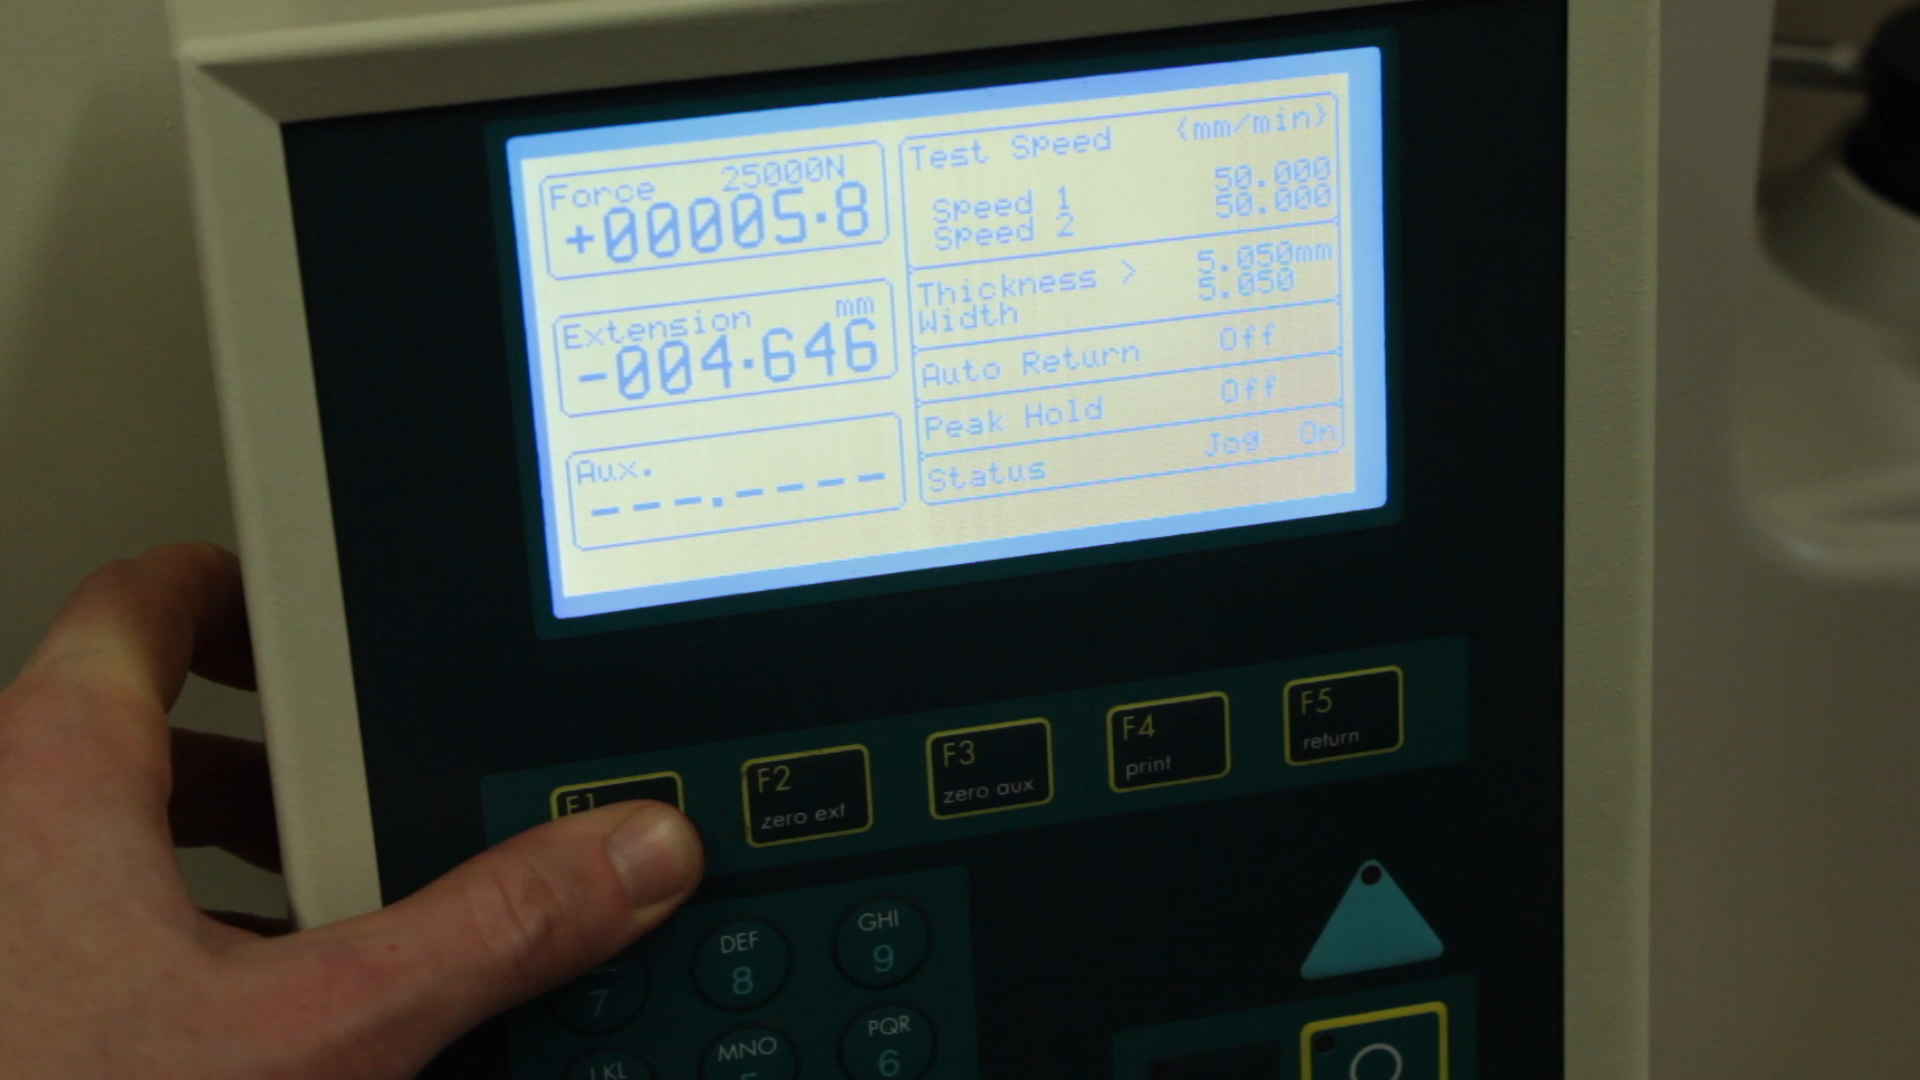 Force 25000N
+00005.8
Extension mm
-004.646
Aux.
---.----
Test Speed (mm/min)
Speed 1 50.000
Speed 2 50.000
Thickness > 5.050mm
Width 5.050
Auto Return Off
Peak Hold Off
Status Jog On
F1
F2
zero ext
F3
zero aux
F4
print
F5
return
7
DEF
8
GHI
9
JKL
MNO
PQR
6